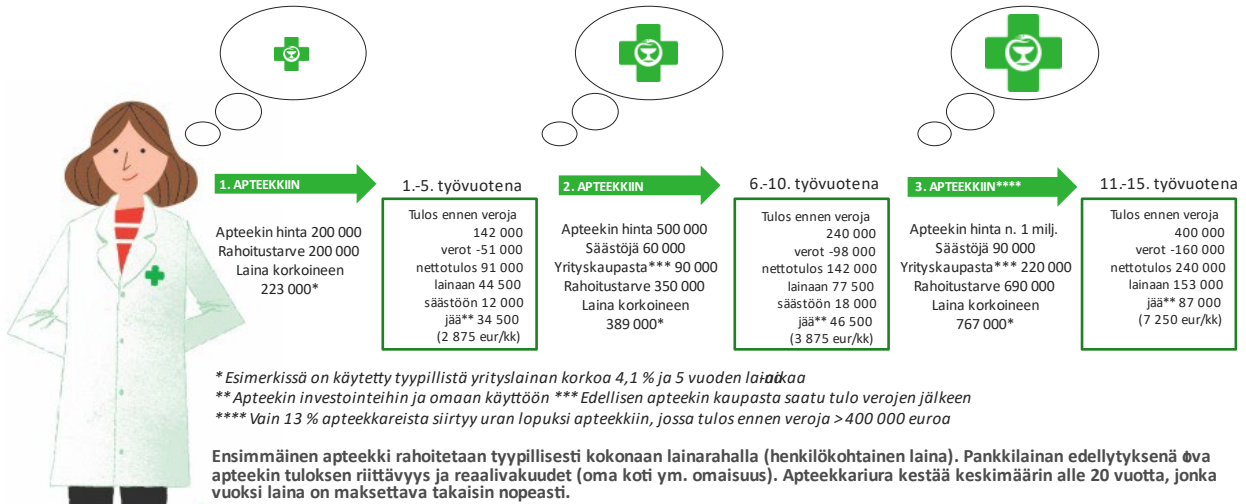 1. APTEEKKIIN
Apteekin hinta 200 000
Rahoitustarve 200 000
Laina korkoineen
223 000*
1.-5. työvuotena
Tulos ennen veroja
142 000
verot -51 000
nettotulos 91 000
lainaan 44 500
säästöön 12 000
jää** 34 500
(2 875 eur/kk)
2. APTEEKKIIN
Apteekin hinta 500 000
Säästöjä 60 000
Yrityskaupasta*** 90 000
Rahoitustarve 350 000
Laina korkoineen
389 000*
6.-10. työvuotena
Tulos ennen veroja
240 000
verot -98 000
nettotulos 142 000
lainaan 77 500
säästöön 18 000
jää** 46 500
(3 875 eur/kk)
3. APTEEKKIIN****
Apteekin hinta n. 1 milj.
Säästöjä 90 000
Yrityskaupasta*** 220 000
Rahoitustarve 690 000
Laina korkoineen
767 000*
11.-15. työvuotena
Tulos ennen veroja
400 000
verot -160 000
nettotulos 240 000
lainaan 153 000
jää** 87 000
(7 250 eur/kk)
* Esimerkissä on käytetty tyypillistä yrityslainan korkoa 4,1 % ja 5 vuoden
** Apteekin investointeihin ja omaan käyttöön *** Edellisen apteekin kaupasta saatu tulo verojen jälkeen
**** Vain 13 % apteekkareista siirtyy uran lopuksi apteekkiin, jossa tulos ennen veroja > 400 000 euroa
Ensimmäinen apteekki rahoitetaan tyypillisesti kokonaan lainarahalla (henkilökohtainen laina). Pankkilainan edellytyksenä
apteekin tuloksen riittävyys ja reaalivakuudet (oma koti ym. omaisuus). Apteekkariura kestää keskimäärin alle 20 vuotta, jonka
vuoksi laina on maksettava takaisin nopeasti.